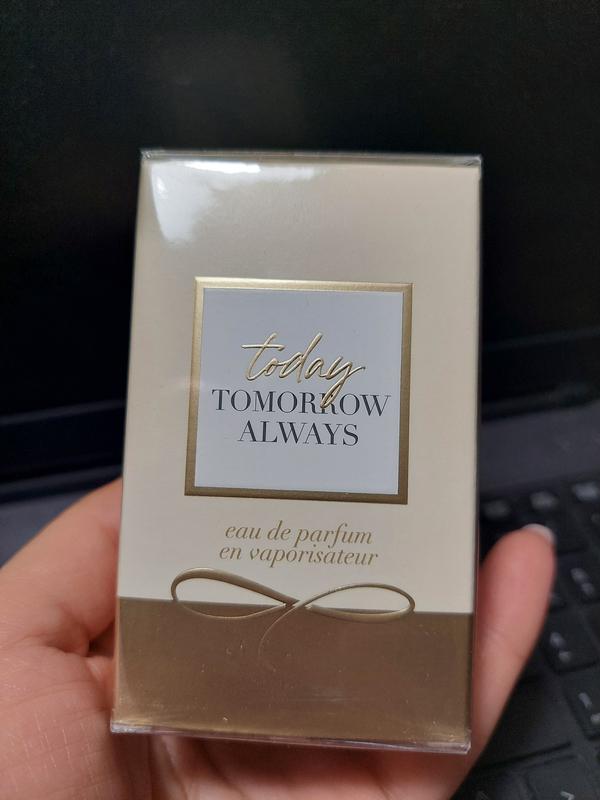 today
TOMORROW
ALWAYS
eau de parfum
en vaporisateur